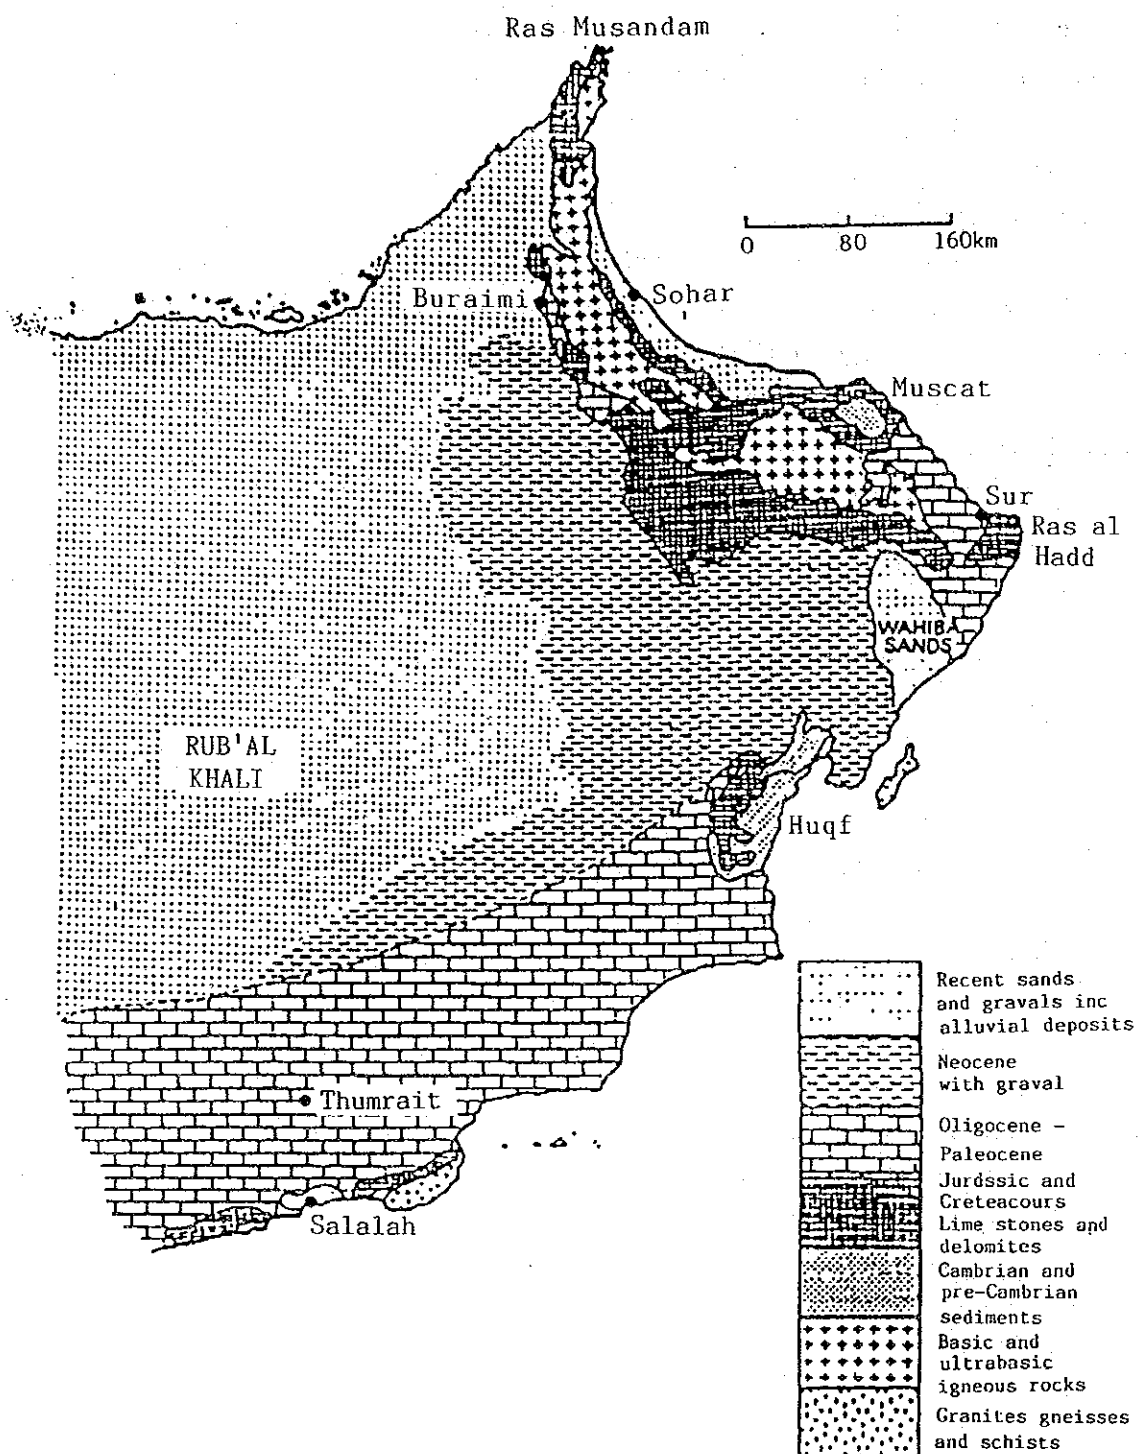 Ras Musandam
0 80 160km
Buraimi
Sohar
Muscat
Sur
Ras al
Hadd
WAHIBA
SANDS
RUB'AL
KHALI
Huqf
Thumrait
Salalah
Recent sands
and gravals inc
alluvial deposits
Neocene
with graval
Oligocene –
Paleocene
Jurdssic and
Creteacours
Lime stones and
delomites
Cambrian and
pre-Cambrian
sediments
Basic and
ultrabasic
igneous rocks
Granites gneisses
and schists